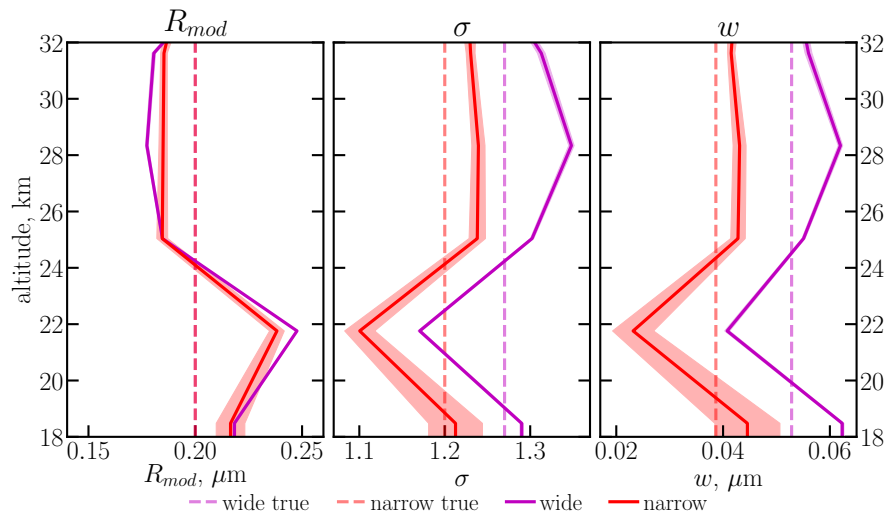 R_mod σ w
32 32
30 30
28 28
26 26
24 24
22 22
20 20
18 18
altitude, km
0.15 0.20 0.25 1.1 1.2 1.3 0.02 0.04 0.06
R_mod, μm σ w, μm
wide true narrow true wide narrow